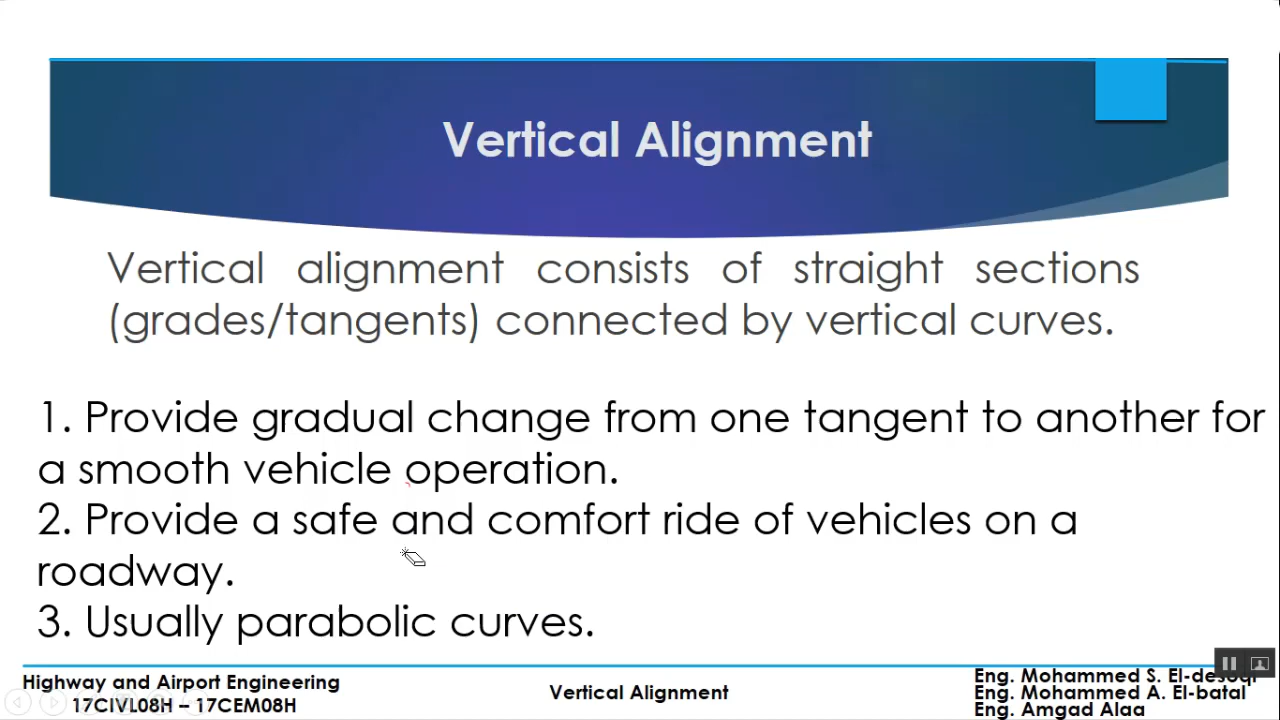 Vertical Alignment
Vertical alignment consists of straight sections
(grades/tangents) connected by vertical curves.
1. Provide gradual change from one tangent to another for
a smooth vehicle operation.
2. Provide a safe and comfort ride of vehicles on a
roadway.
3. Usually parabolic curves.
Highway and Airport Engineering
17CIVL08H – 17CEM08H
Vertical Alignment
Eng. Mohammed S. El-desuqi
Eng. Mohammed A. El-batal
Eng. Amgad Alaa